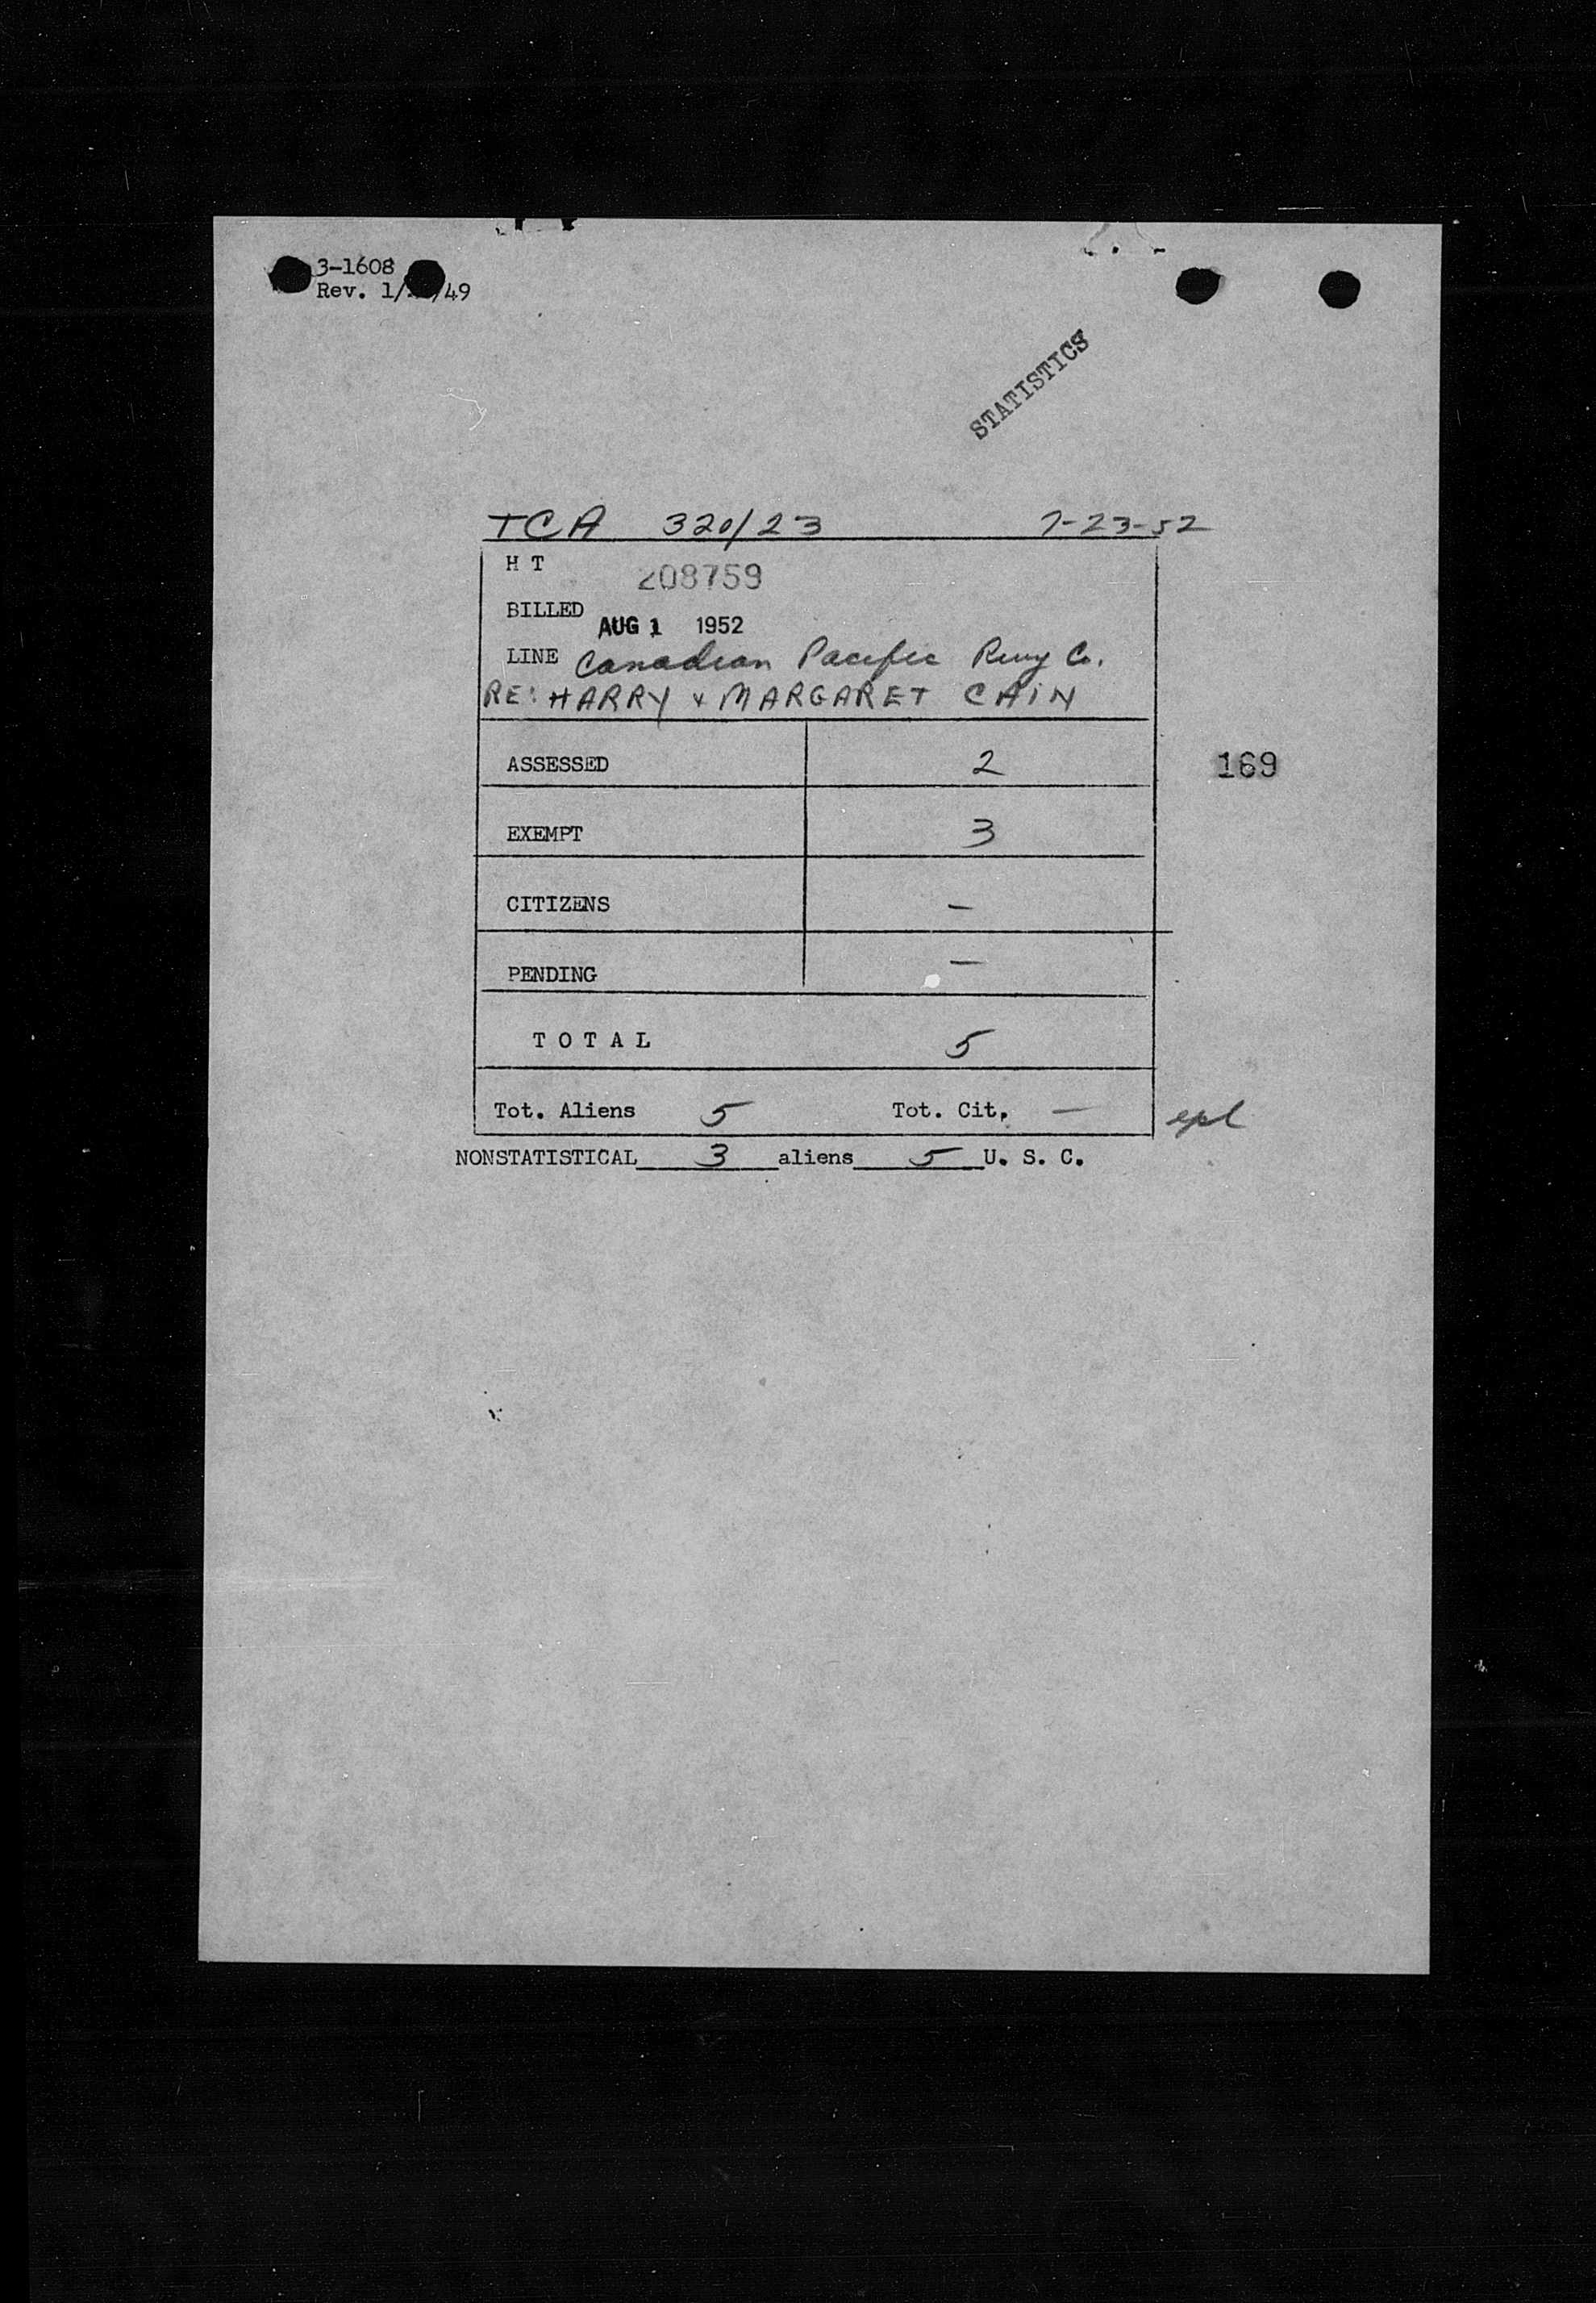 3-1608
Rev. 1/ /49
STATISTICS
TCA 320/23 7-23-52
H T 208759
BILLED AUG 1 1952
LINE Canadian Pacific Rwy Co.
RE: HARRY & MARGARET CAIN
ASSESSED 2
169
EXEMPT 3
CITIZENS –
PENDING –
T O T A L 5
Tot. Aliens 5 Tot. Cit. –
NONSTATISTICAL 3 aliens 5 U. S. C.